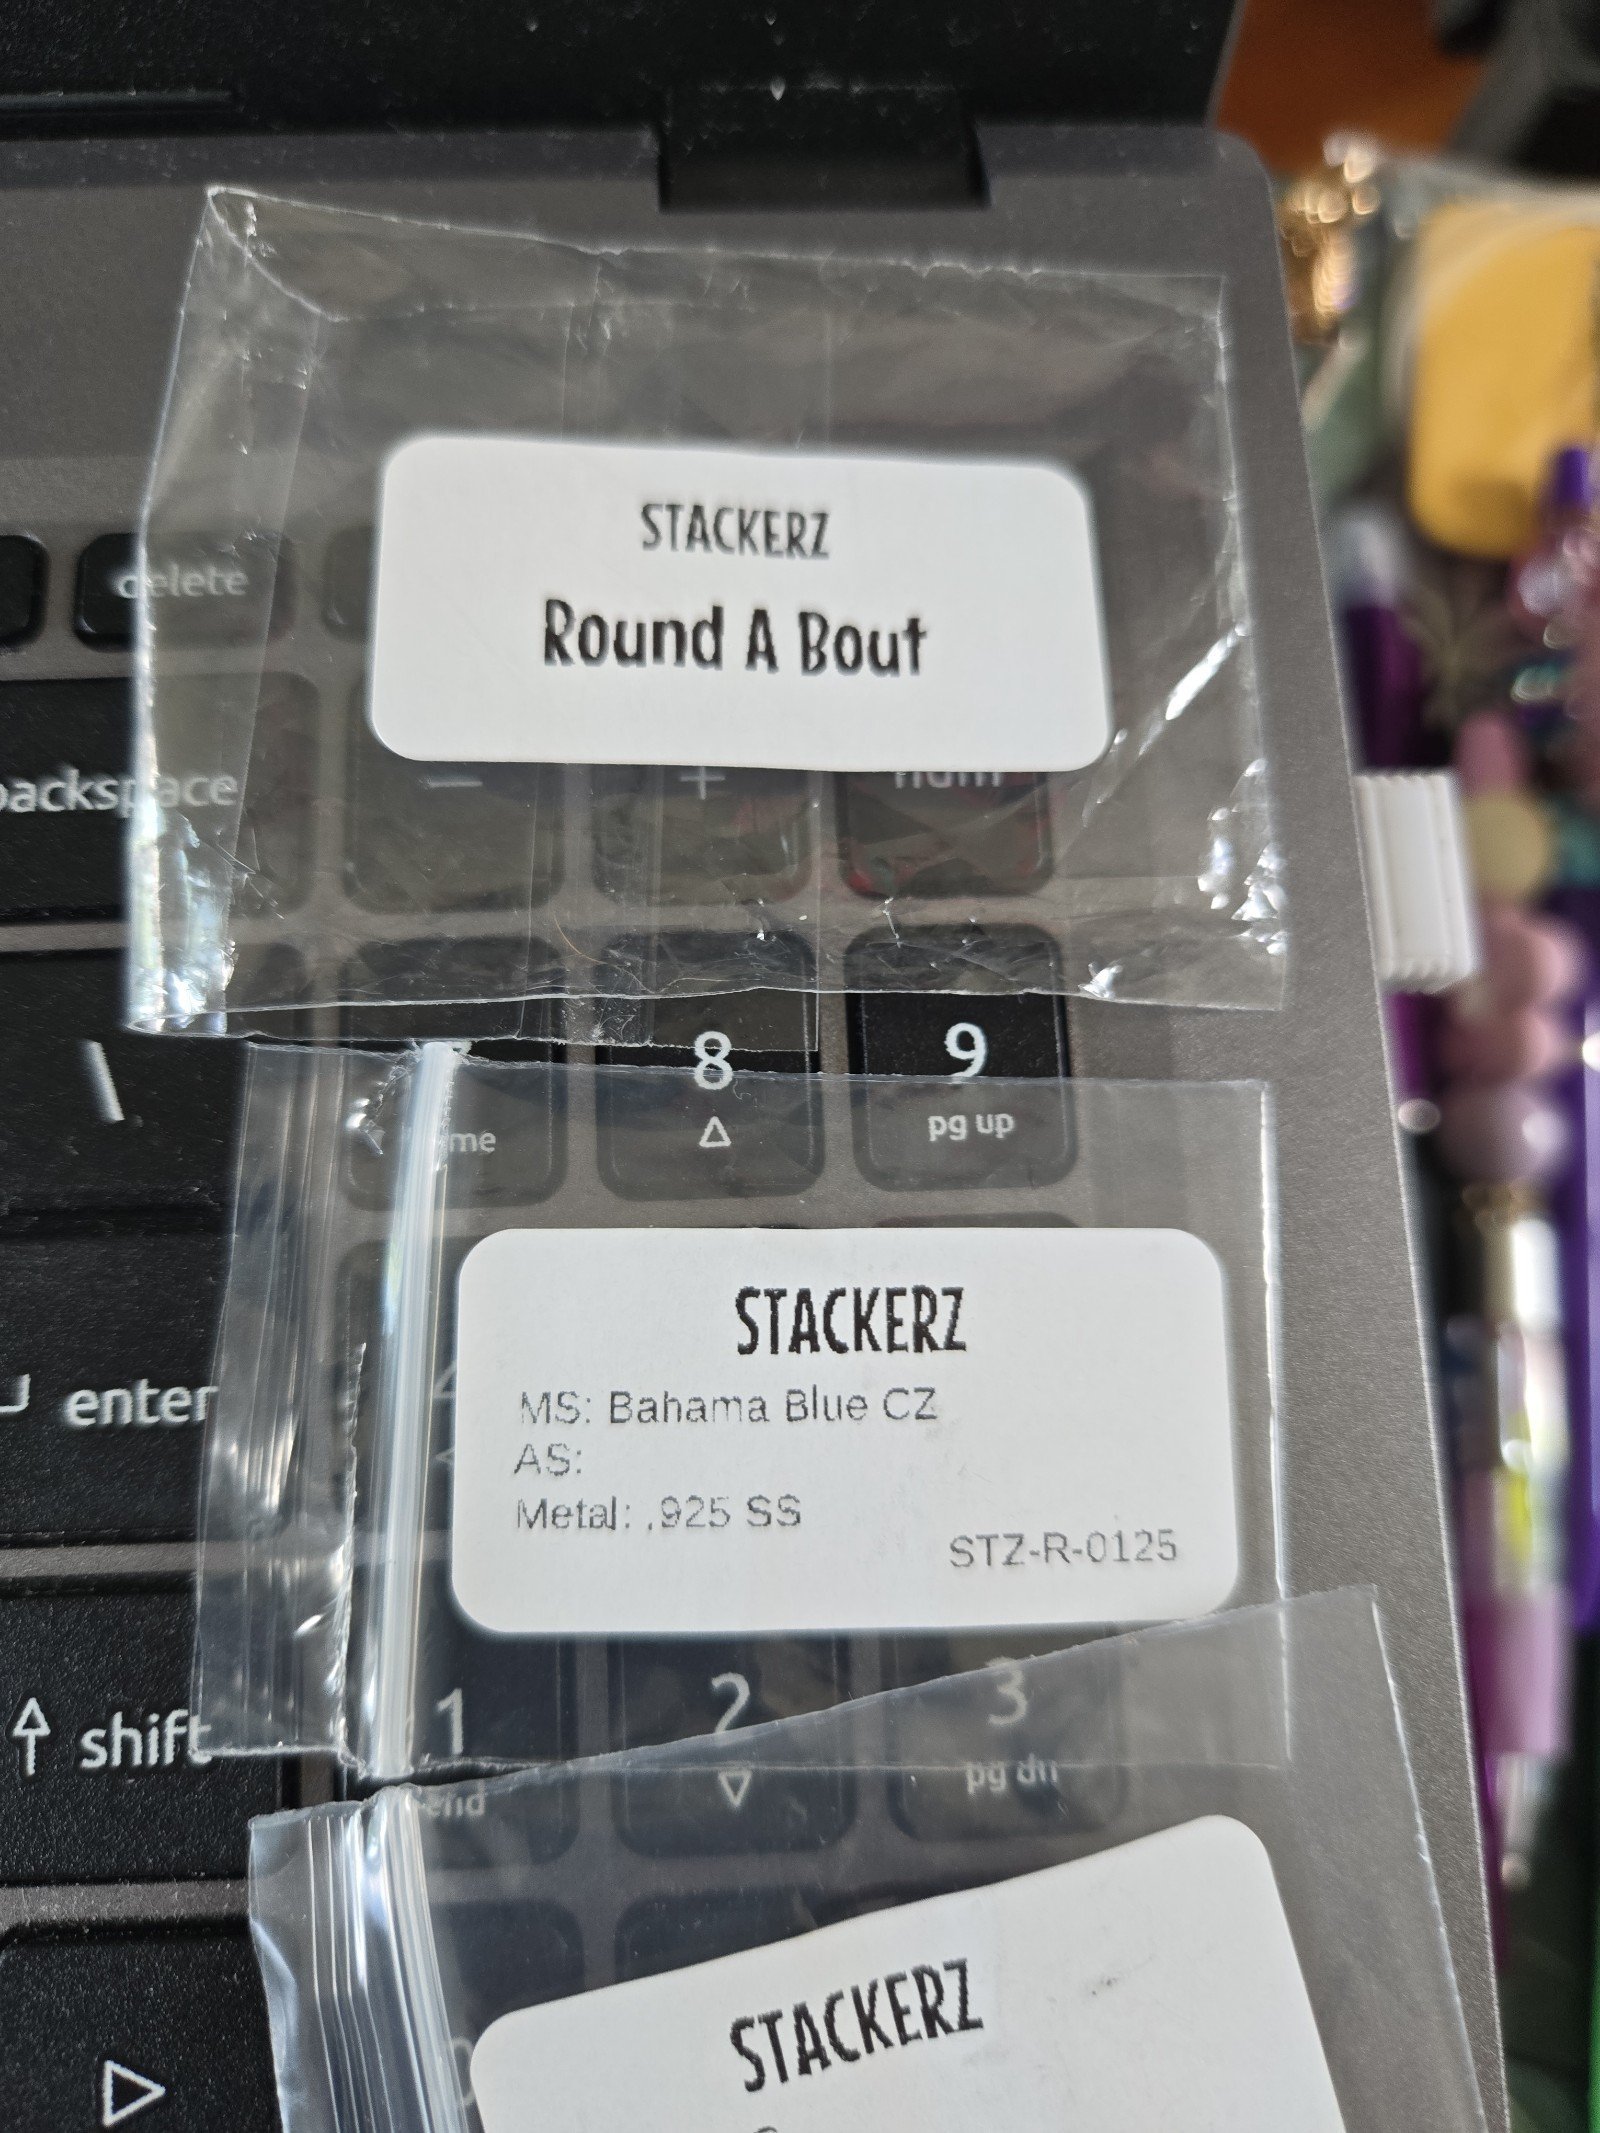 STACKERZ
Round A Bout
delete
backspace
8
9
pg up
STACKERZ
MS: Bahama Blue CZ
AS:
Metal: .925 SS
STZ-R-0125
enter
shift
1
2
3
end
pg dn
STACKERZ